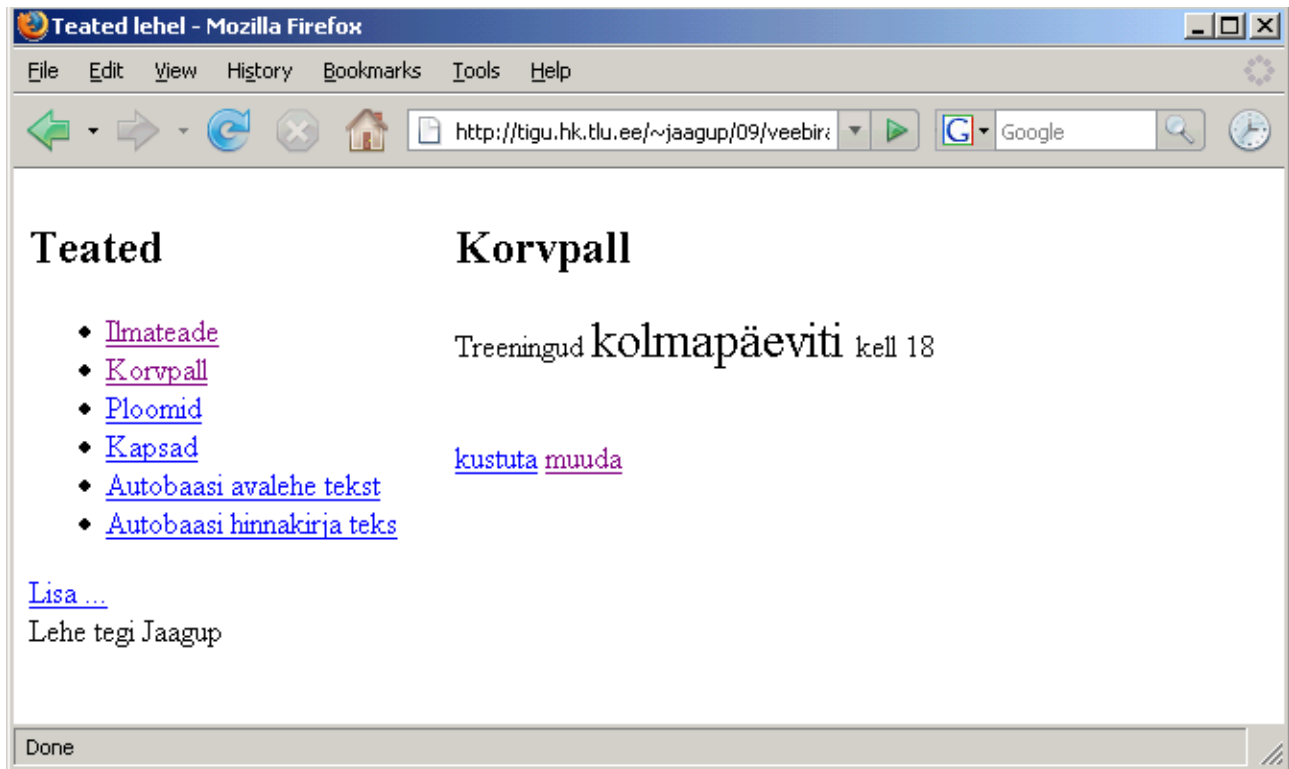 Teated lehel - Mozilla Firefox
File Edit View History Bookmarks Tools Help
http://tigu.hk.tlu.ee/~jaagup/09/veebira
G Google
Teated
Ilmateade
Korvpall
Ploomid
Kapsad
Autobaasi avalehe tekst
Autobaasi hinnakirja teks
Lisa ...
Lehe tegi Jaagup
Korvpall
Treeningud kolmapäeviti kell 18
kustuta muuda
Done